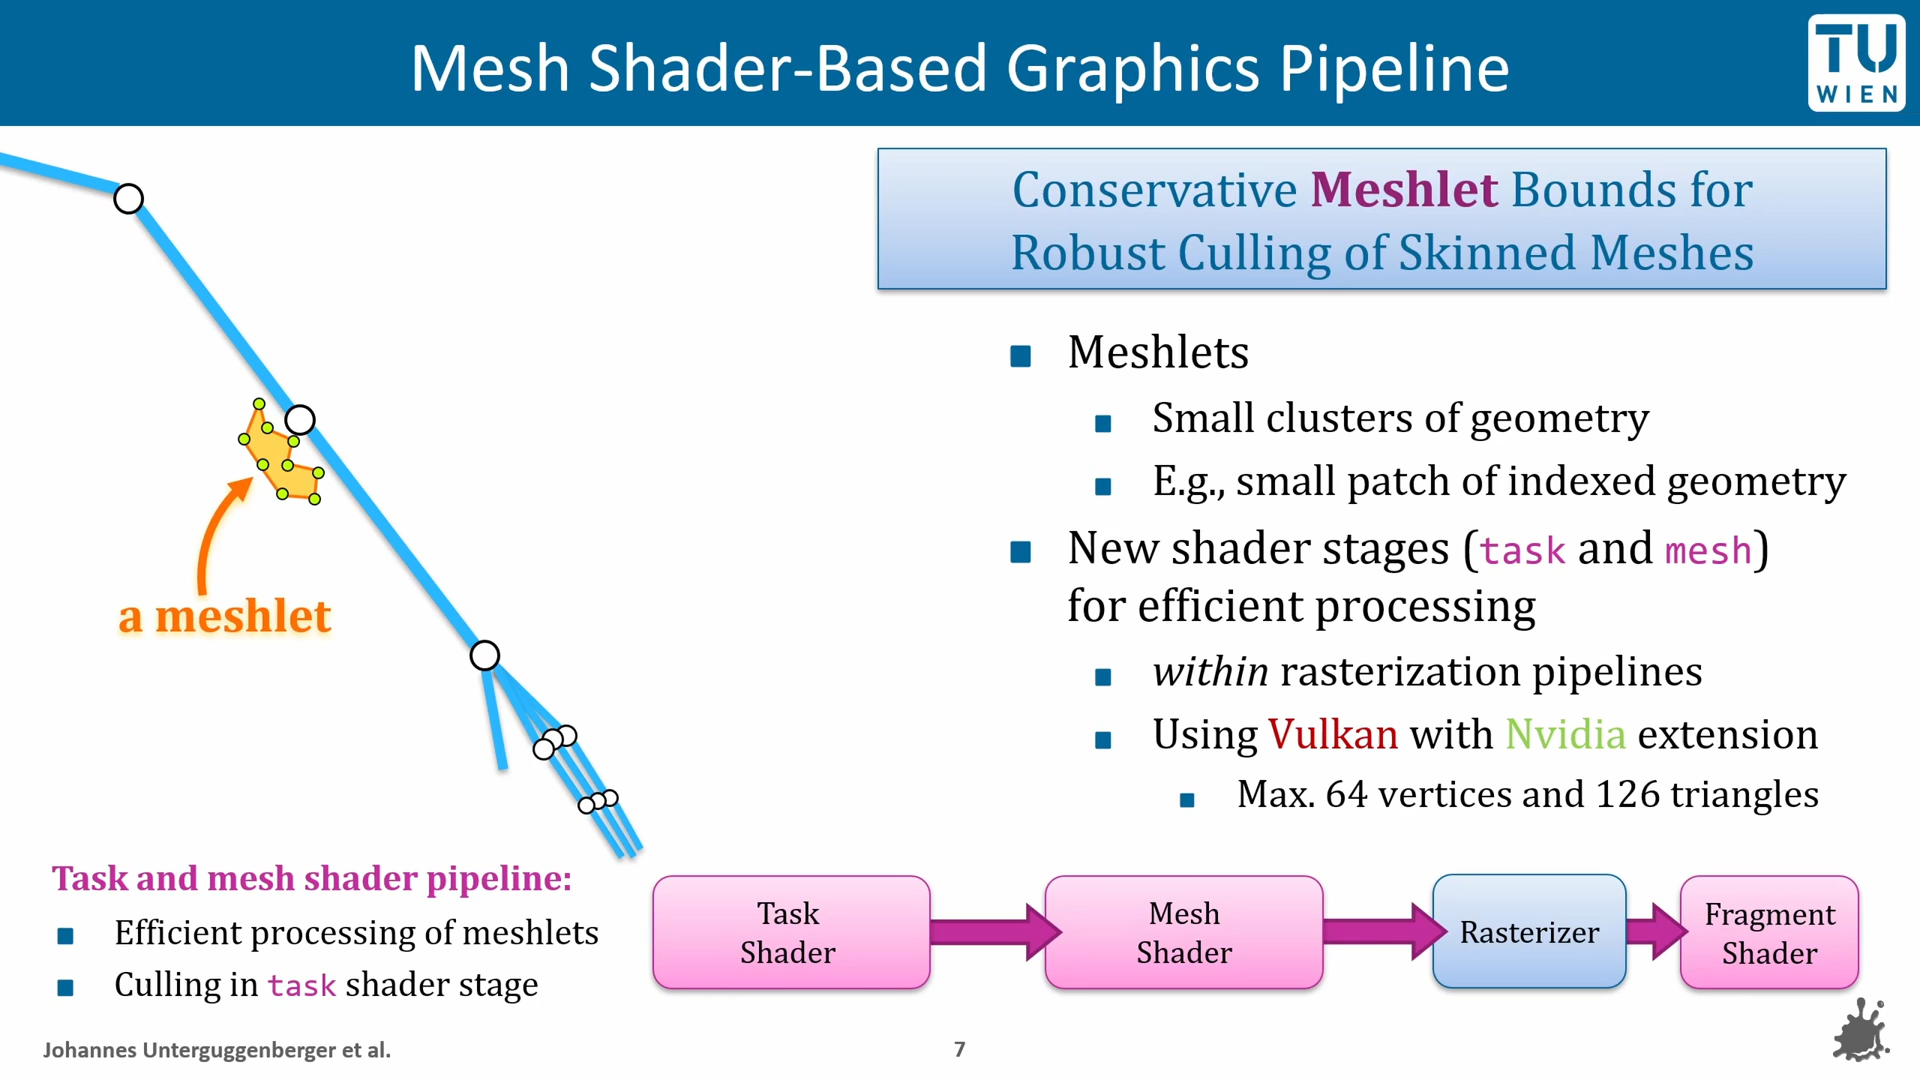 Mesh Shader-Based Graphics Pipeline
TU
WIEN
Conservative Meshlet Bounds for
Robust Culling of Skinned Meshes
Meshlets
Small clusters of geometry
E.g., small patch of indexed geometry
New shader stages (task and mesh)
for efficient processing
within rasterization pipelines
Using Vulkan with Nvidia extension
Max. 64 vertices and 126 triangles
a meshlet
Task and mesh shader pipeline:
Efficient processing of meshlets
Culling in task shader stage
Task
Shader
Mesh
Shader
Rasterizer
Fragment
Shader
Johannes Unterguggenberger et al.
7